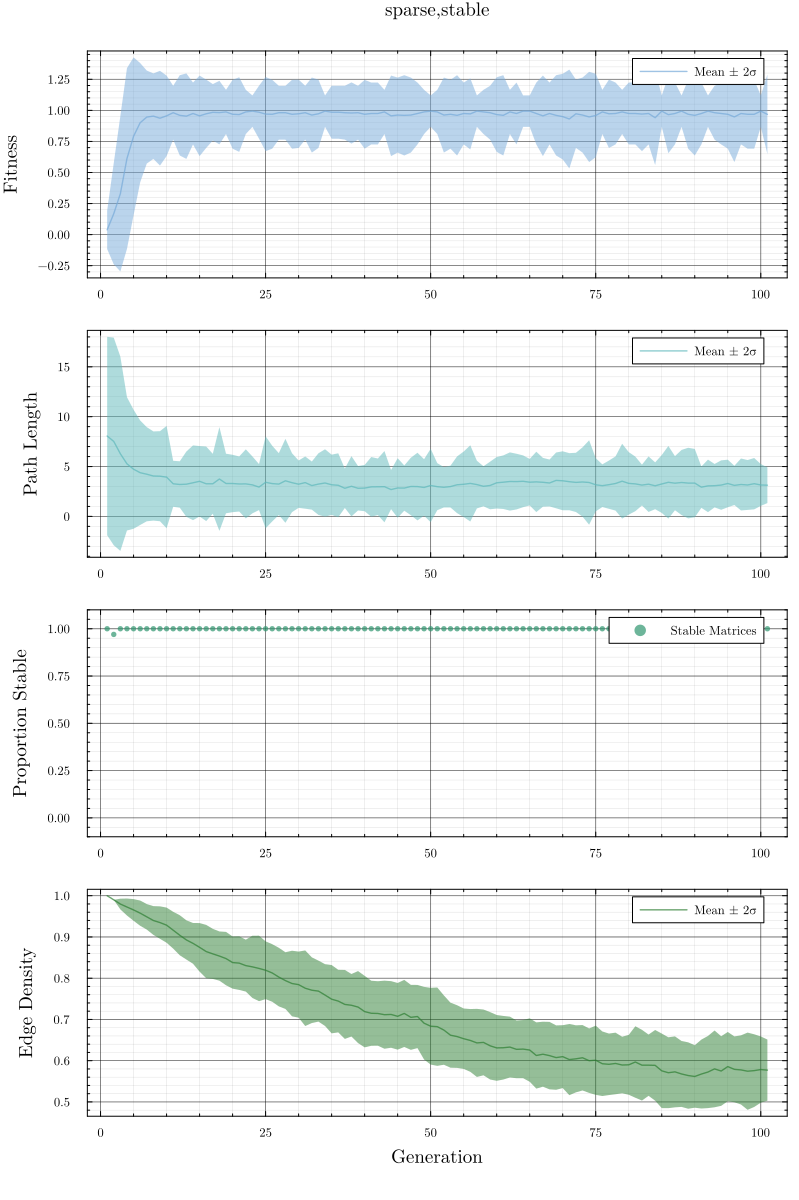 sparse,stable
Fitness
1.25
1.00
0.75
0.50
0.25
0.00
−0.25
Mean ± 2σ
0 25 50 75 100
Path Length
15
10
5
0
Mean ± 2σ
0 25 50 75 100
Proportion Stable
1.00
0.75
0.50
0.25
0.00
Stable Matrices
0 25 50 75 100
Edge Density
1.0
0.9
0.8
0.7
0.6
0.5
Mean ± 2σ
0 25 50 75 100
Generation